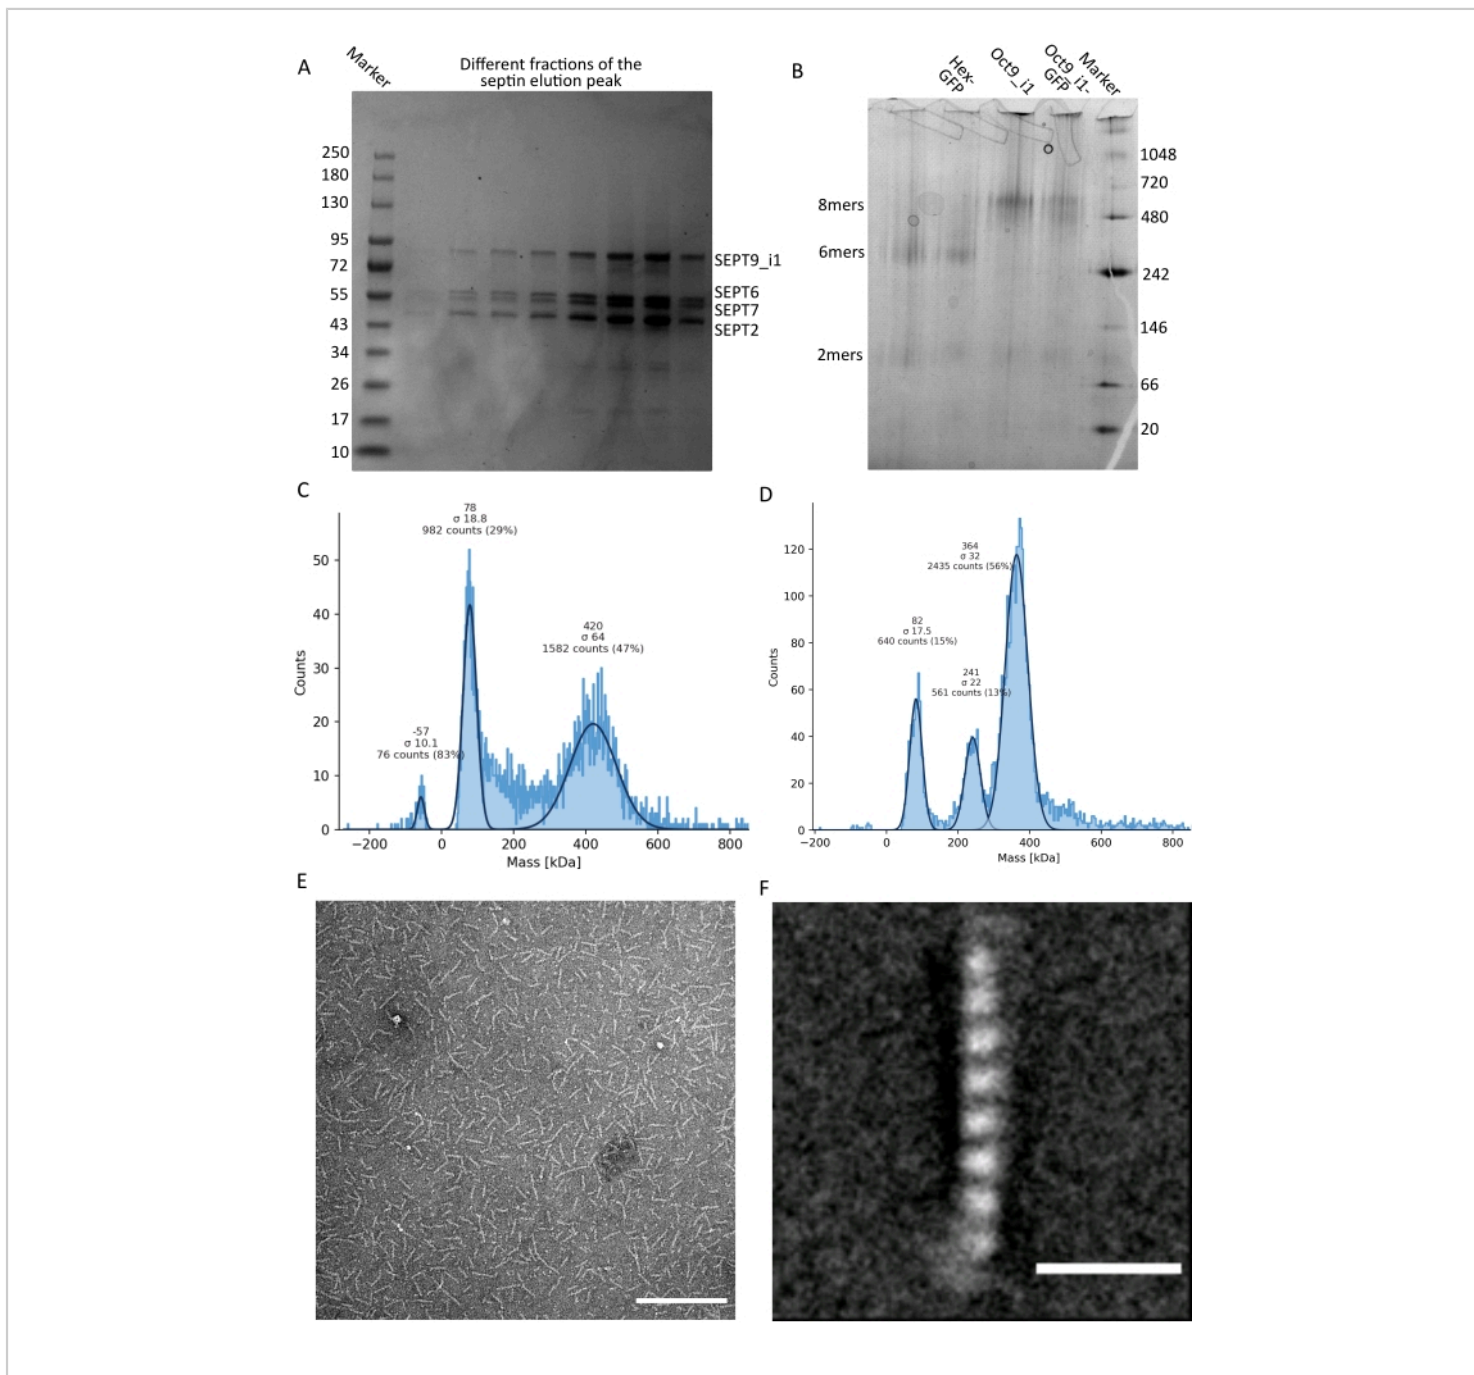 A
Marker
Different fractions of the
septin elution peak
250
180
130
95
72
55
43
34
26
17
10
SEPT9_i1
SEPT6
SEPT7
SEPT2
B
Hex-
GFP
Oct9_i1
Oct9_i1-
GFP
Marker
8mers
6mers
2mers
1048
720
480
242
146
66
20
C
78
σ 18.8
982 counts (29%)
420
σ 64
1582 counts (47%)
-57
σ 10.1
76 counts (83%)
Counts
50
40
30
20
10
0
−200 0 200 400 600 800
Mass [kDa]
D
364
σ 32
2435 counts (56%)
82
σ 17.5
640 counts (15%)
241
σ 22
561 counts (13%)
Counts
120
100
80
60
40
20
0
−200 0 200 400 600 800
Mass [kDa]
E
F